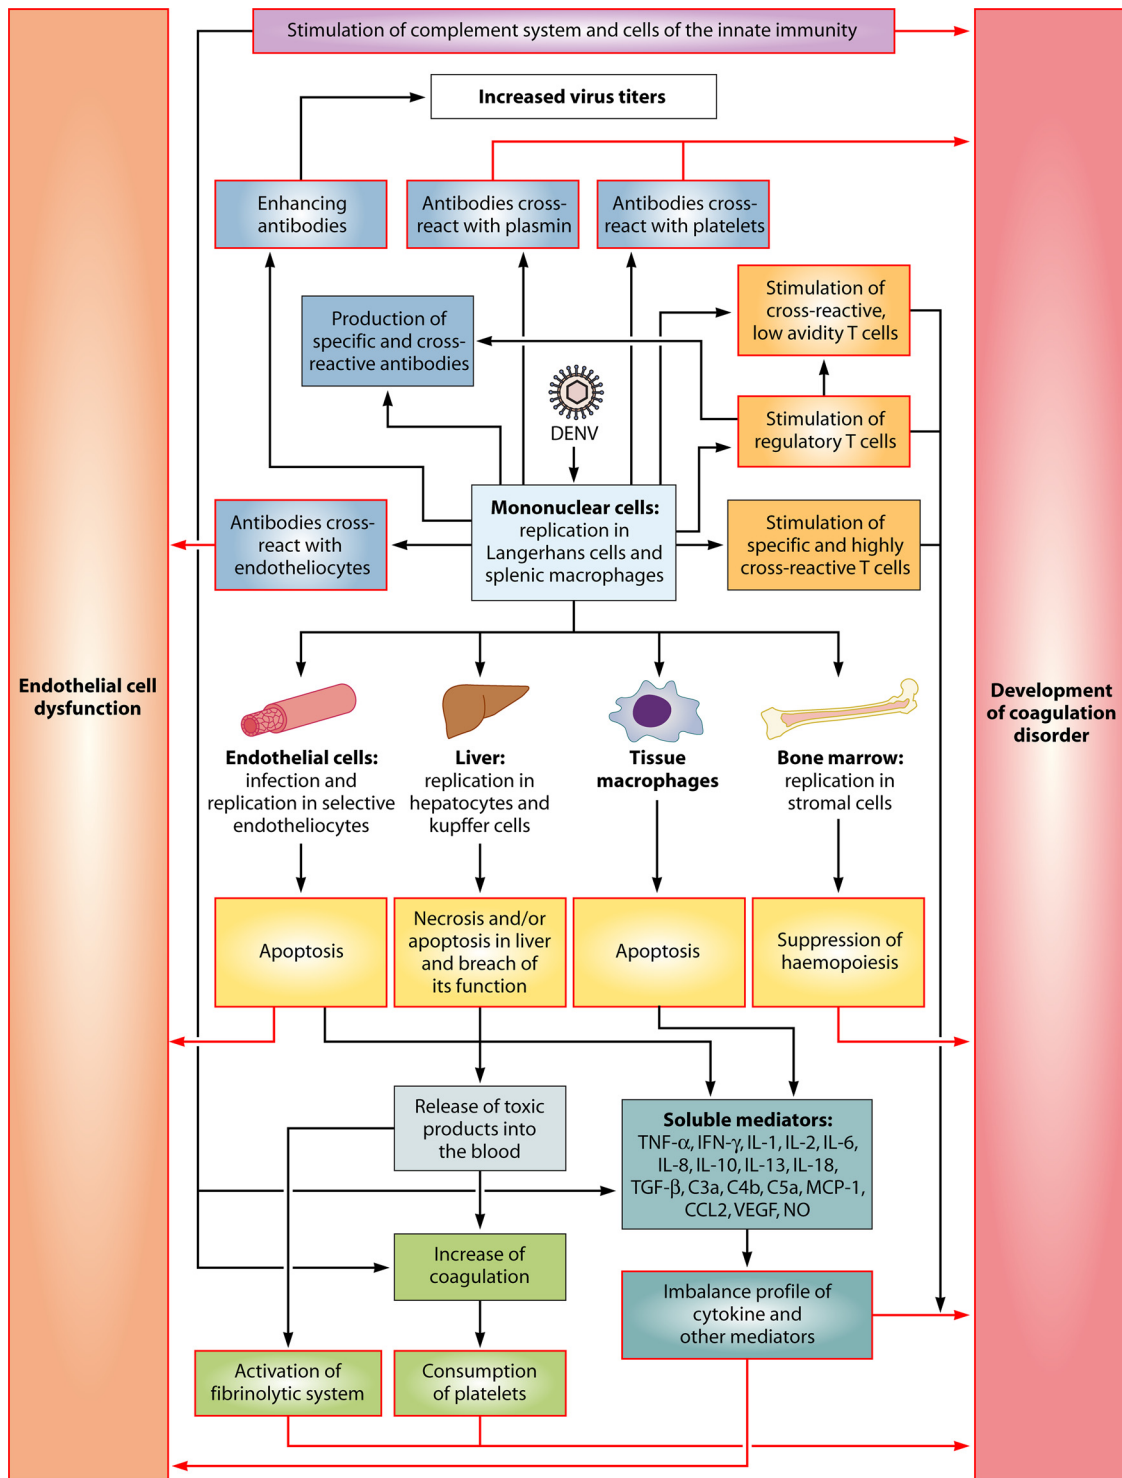 Stimulation of complement system and cells of the innate immunity
Increased virus titers
Enhancing
antibodies
Antibodies cross-
react with plasmin
Antibodies cross-
react with platelets
Stimulation of
cross-reactive,
low avidity T cells
Production of
specific and cross-
reactive antibodies
DENV
Stimulation of
regulatory T cells
Antibodies cross-
react with
endotheliocytes
Mononuclear cells:
replication in
Langerhans cells and
splenic macrophages
Stimulation of
specific and highly
cross-reactive T cells
Endothelial cell
dysfunction
Development
of coagulation
disorder
Endothelial cells:
infection and
replication in selective
endotheliocytes
Liver:
replication in
hepatocytes and
kupffer cells
Tissue
macrophages
Bone marrow:
replication in
stromal cells
Apoptosis
Necrosis and/or
apoptosis in liver
and breach of
its function
Apoptosis
Suppression of
haemopoiesis
Release of toxic
products into
the blood
Soluble mediators:
TNF-α, IFN-γ, IL-1, IL-2, IL-6,
IL-8, IL-10, IL-13, IL-18,
TGF-β, C3a, C4b, C5a, MCP-1,
CCL2, VEGF, NO
Increase of
coagulation
Imbalance profile of
cytokine and
other mediators
Activation of
fibrinolytic system
Consumption
of platelets